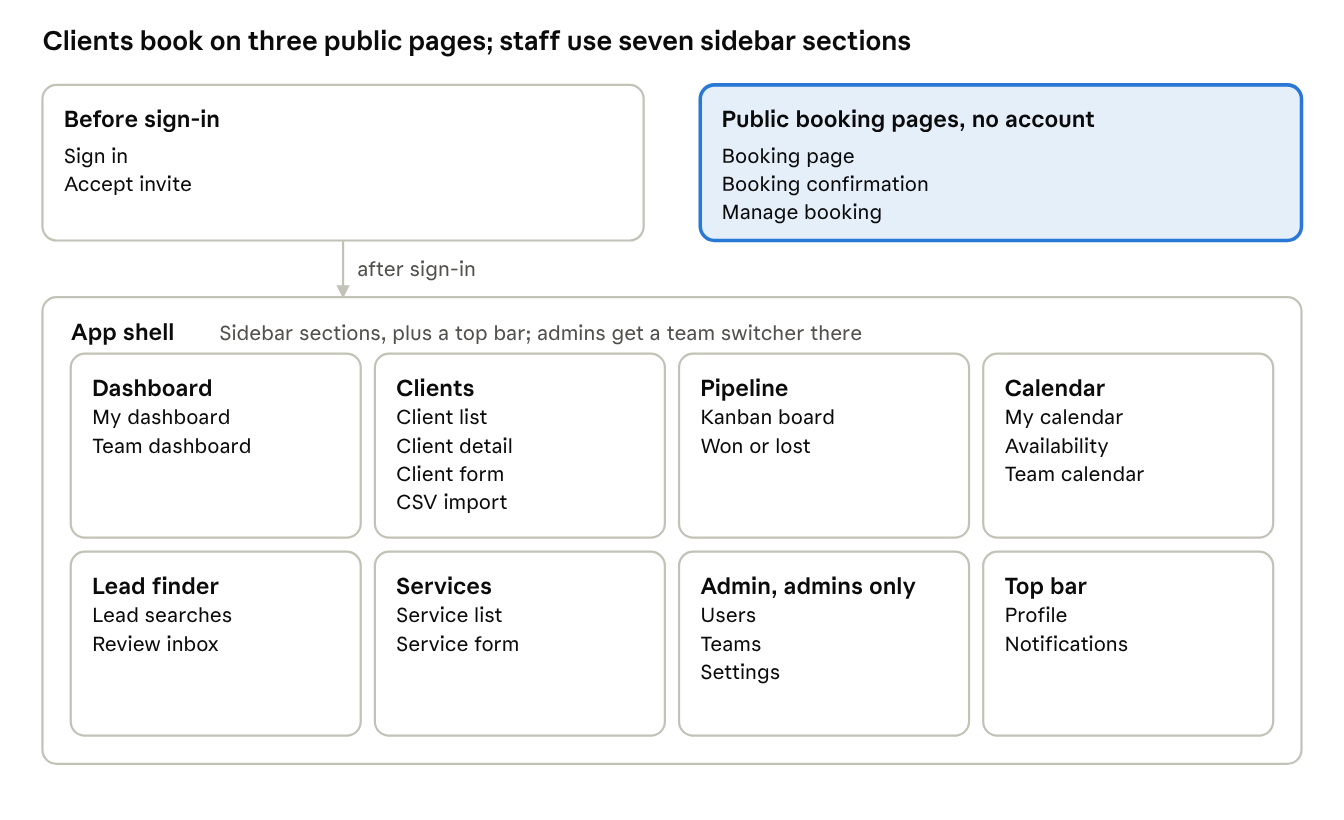 Clients book on three public pages; staff use seven sidebar sections
Before sign-in
Sign in
Accept invite
Public booking pages, no account
Booking page
Booking confirmation
Manage booking
after sign-in
App shell
Sidebar sections, plus a top bar; admins get a team switcher there
Dashboard
My dashboard
Team dashboard
Clients
Client list
Client detail
Client form
CSV import
Pipeline
Kanban board
Won or lost
Calendar
My calendar
Availability
Team calendar
Lead finder
Lead searches
Review inbox
Services
Service list
Service form
Admin, admins only
Users
Teams
Settings
Top bar
Profile
Notifications